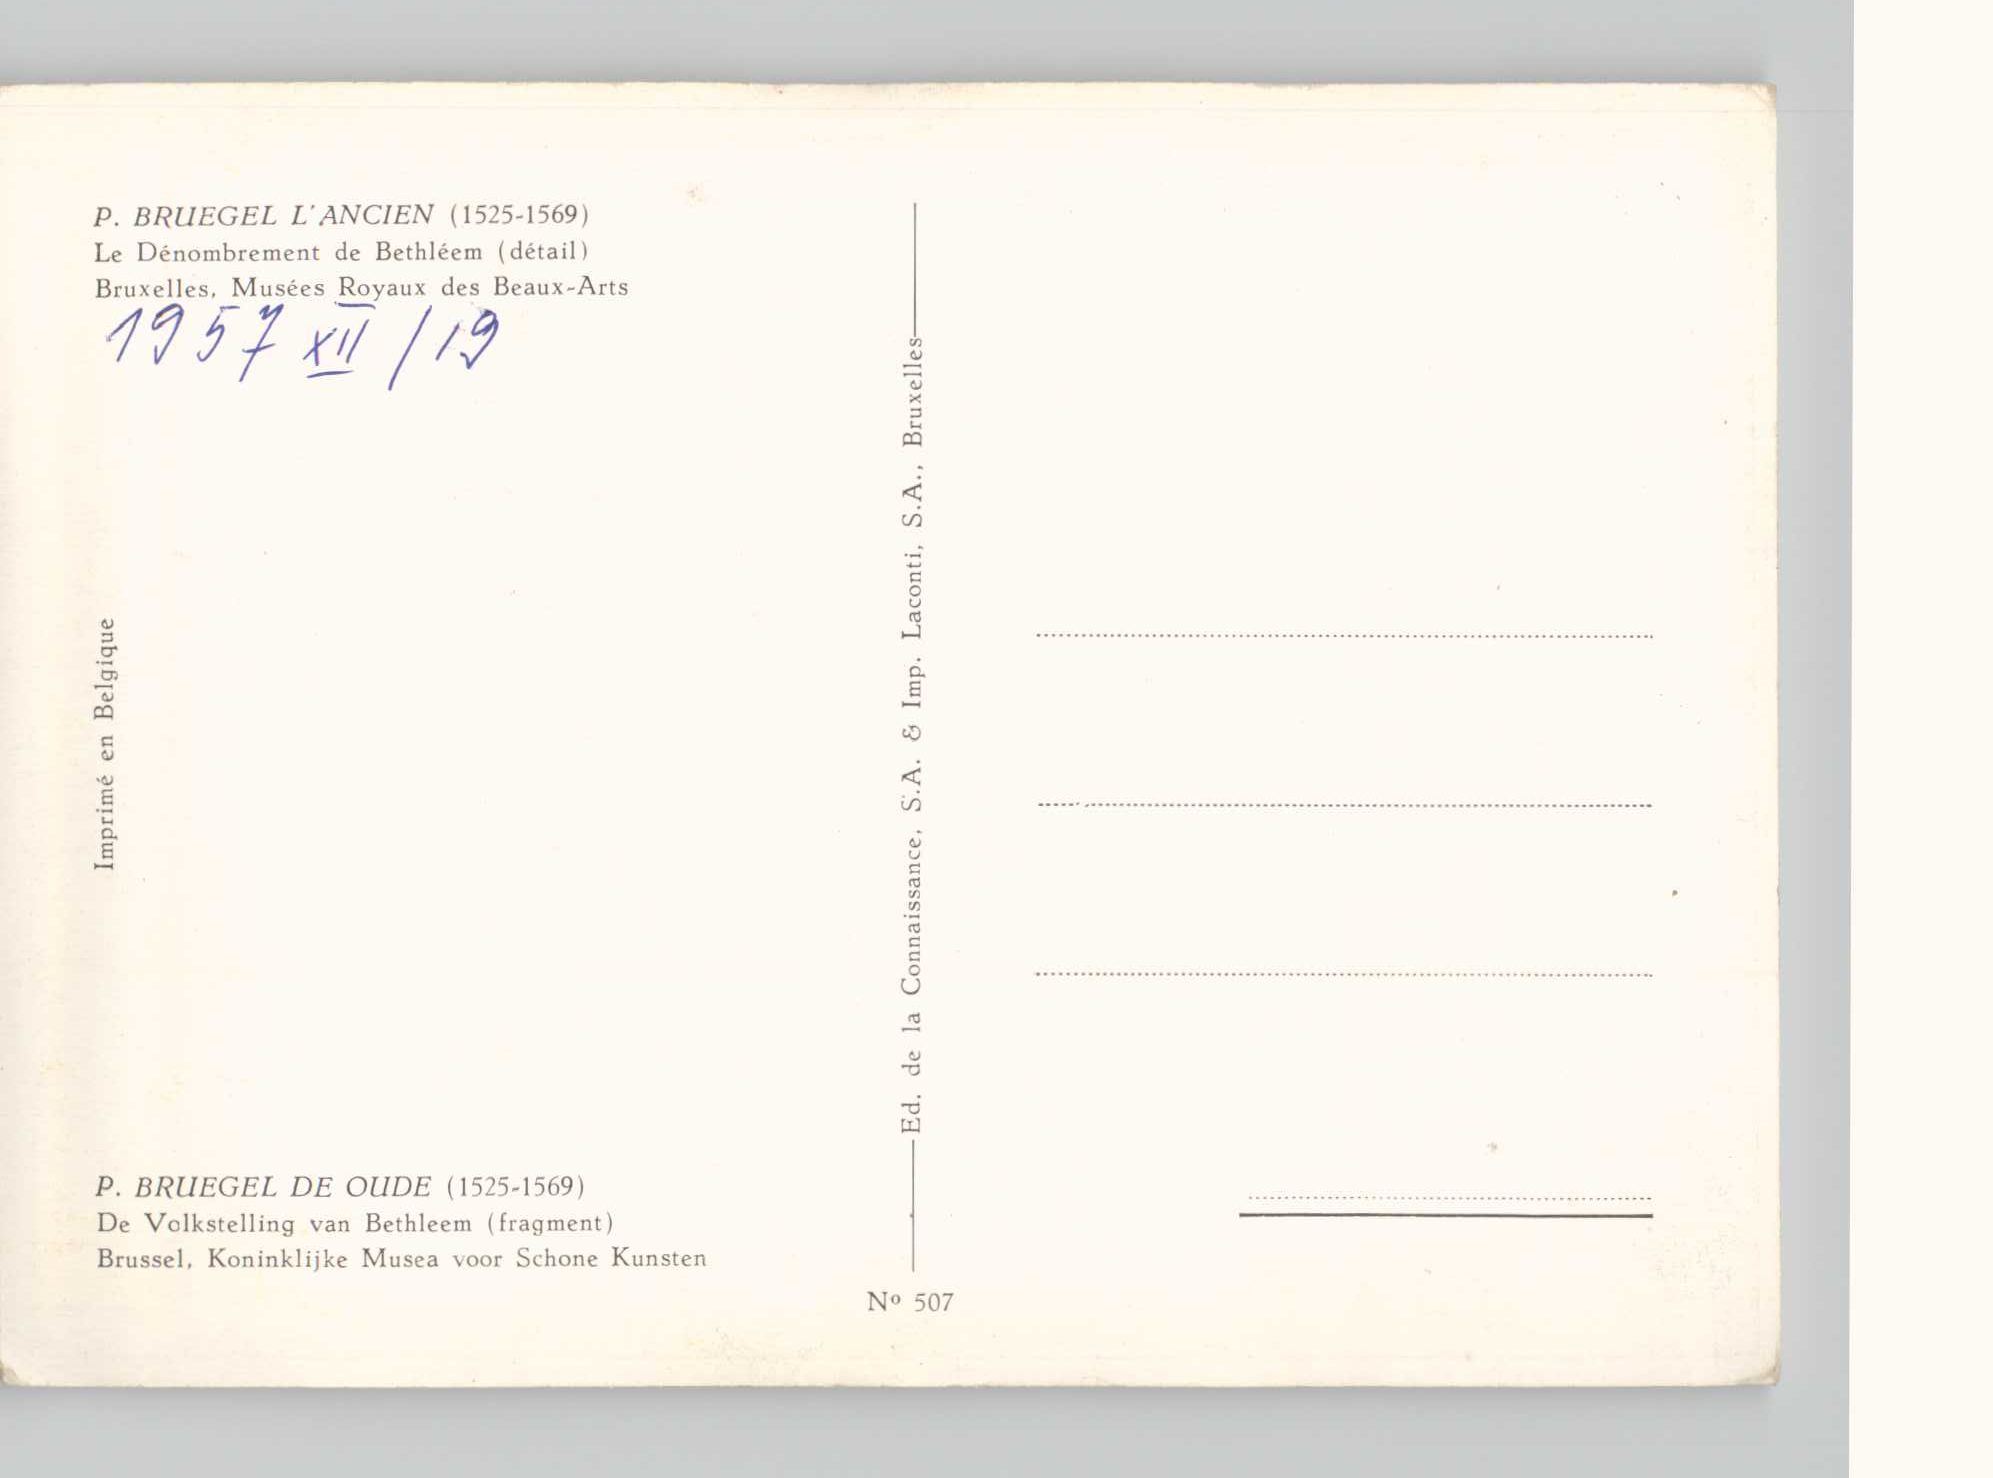 P. BRUEGEL L'ANCIEN (1525-1569)
Le Dénombrement de Bethléem (détail)
Bruxelles, Musées Royaux des Beaux-Arts
1957 XII / 19
Imprimé en Belgique
P. BRUEGEL DE OUDE (1525-1569)
De Volkstelling van Bethleem (fragment)
Brussel, Koninklijke Musea voor Schone Kunsten
Ed. de la Connaissance, S.A. & Imp. Laconti, S.A., Bruxelles
Nº 507